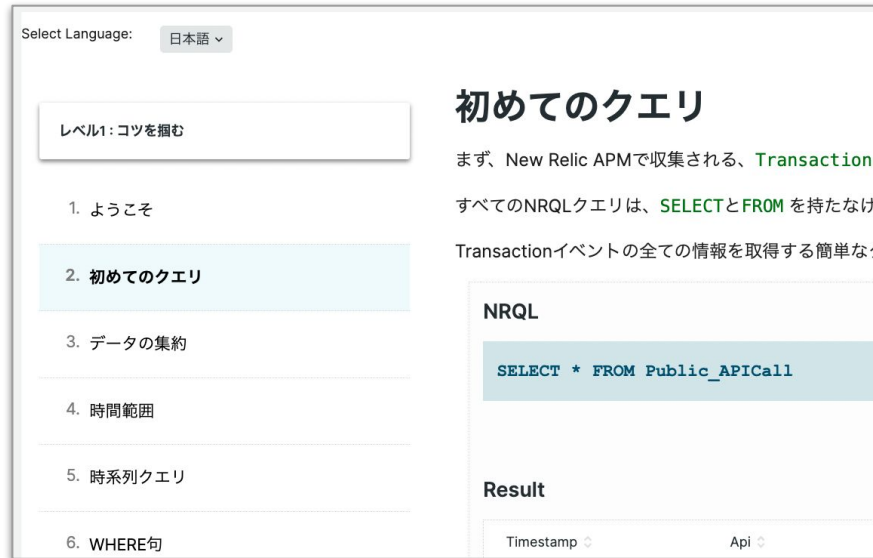 Select Language: 日本語
レベル1 : コツを掴む
1. ようこそ
2. 初めてのクエリ
3. データの集約
4. 時間範囲
5. 時系列クエリ
6. WHERE句
初めてのクエリ
まず、New Relic APMで収集される、Transaction
すべてのNRQLクエリは、SELECTとFROM を持たなけ
Transactionイベントの全ての情報を取得する簡単な
NRQL
SELECT * FROM Public_APICall
Result
Timestamp Api